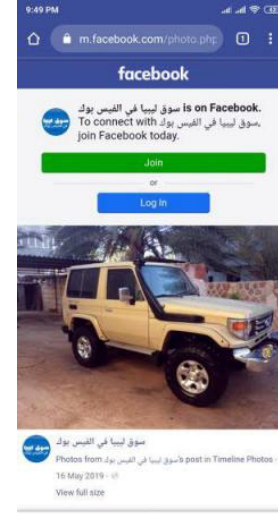 9:49 PM
m.facebook.com/photo.php
1
facebook
سوق ليبيا في الفيس بوك is on Facebook.
To connect with سوق ليبيا في الفيس بوك,
join Facebook today.
Join
or
Log In
سوق ليبيا في الفيس بوك
Photos from سوق ليبيا في الفيس بوك's post in Timeline Photos ·
16 May 2019 ·
View full size